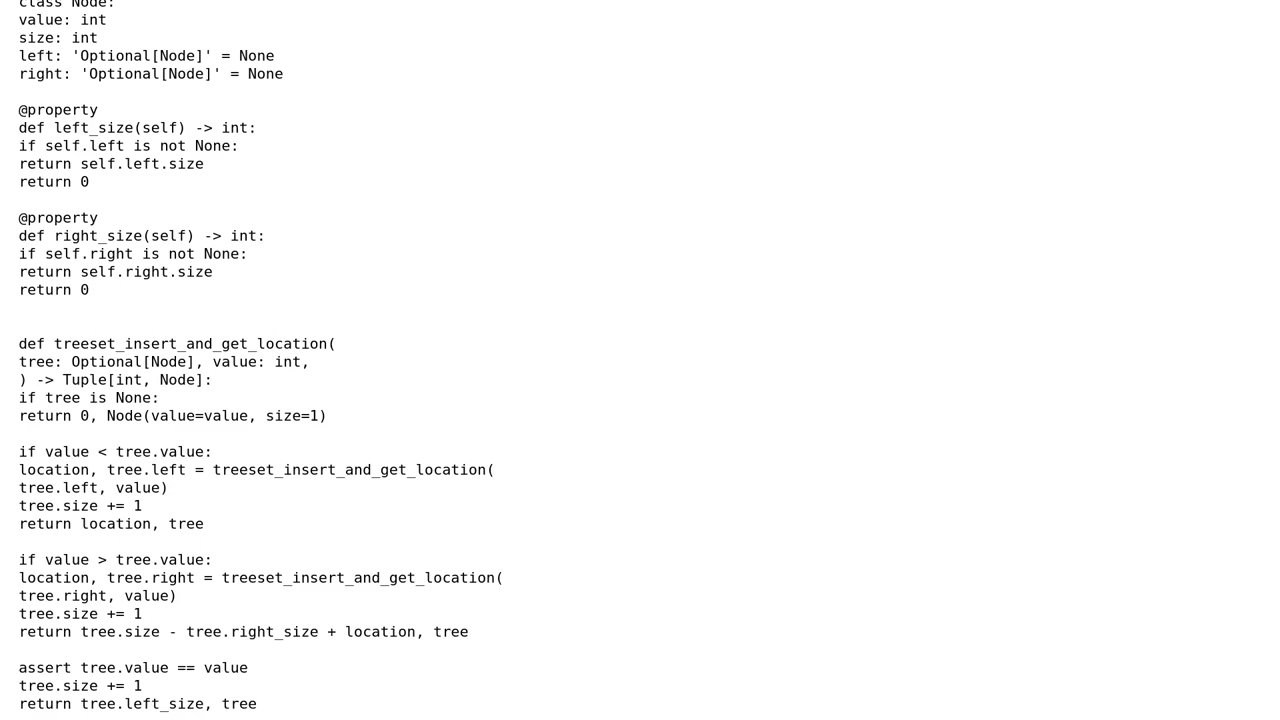 class Node:
value: int
size: int
left: 'Optional[Node]' = None
right: 'Optional[Node]' = None

@property
def left_size(self) -> int:
if self.left is not None:
return self.left.size
return 0

@property
def right_size(self) -> int:
if self.right is not None:
return self.right.size
return 0


def treeset_insert_and_get_location(
tree: Optional[Node], value: int,
) -> Tuple[int, Node]:
if tree is None:
return 0, Node(value=value, size=1)

if value < tree.value:
location, tree.left = treeset_insert_and_get_location(
tree.left, value)
tree.size += 1
return location, tree

if value > tree.value:
location, tree.right = treeset_insert_and_get_location(
tree.right, value)
tree.size += 1
return tree.size - tree.right_size + location, tree

assert tree.value == value
tree.size += 1
return tree.left_size, tree